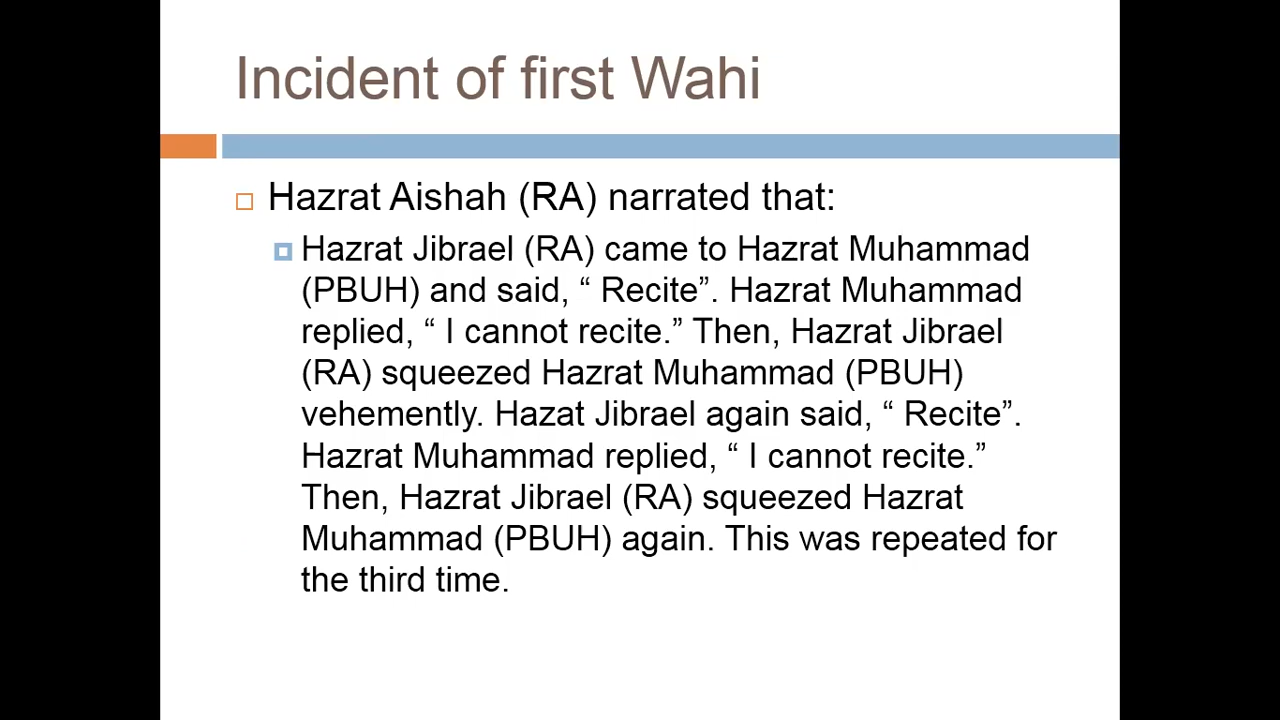 Incident of first Wahi
Hazrat Aishah (RA) narrated that:
Hazrat Jibrael (RA) came to Hazrat Muhammad
(PBUH) and said, “ Recite”. Hazrat Muhammad
replied, “ I cannot recite.” Then, Hazrat Jibrael
(RA) squeezed Hazrat Muhammad (PBUH)
vehemently. Hazat Jibrael again said, “ Recite”.
Hazrat Muhammad replied, “ I cannot recite.”
Then, Hazrat Jibrael (RA) squeezed Hazrat
Muhammad (PBUH) again. This was repeated for
the third time.